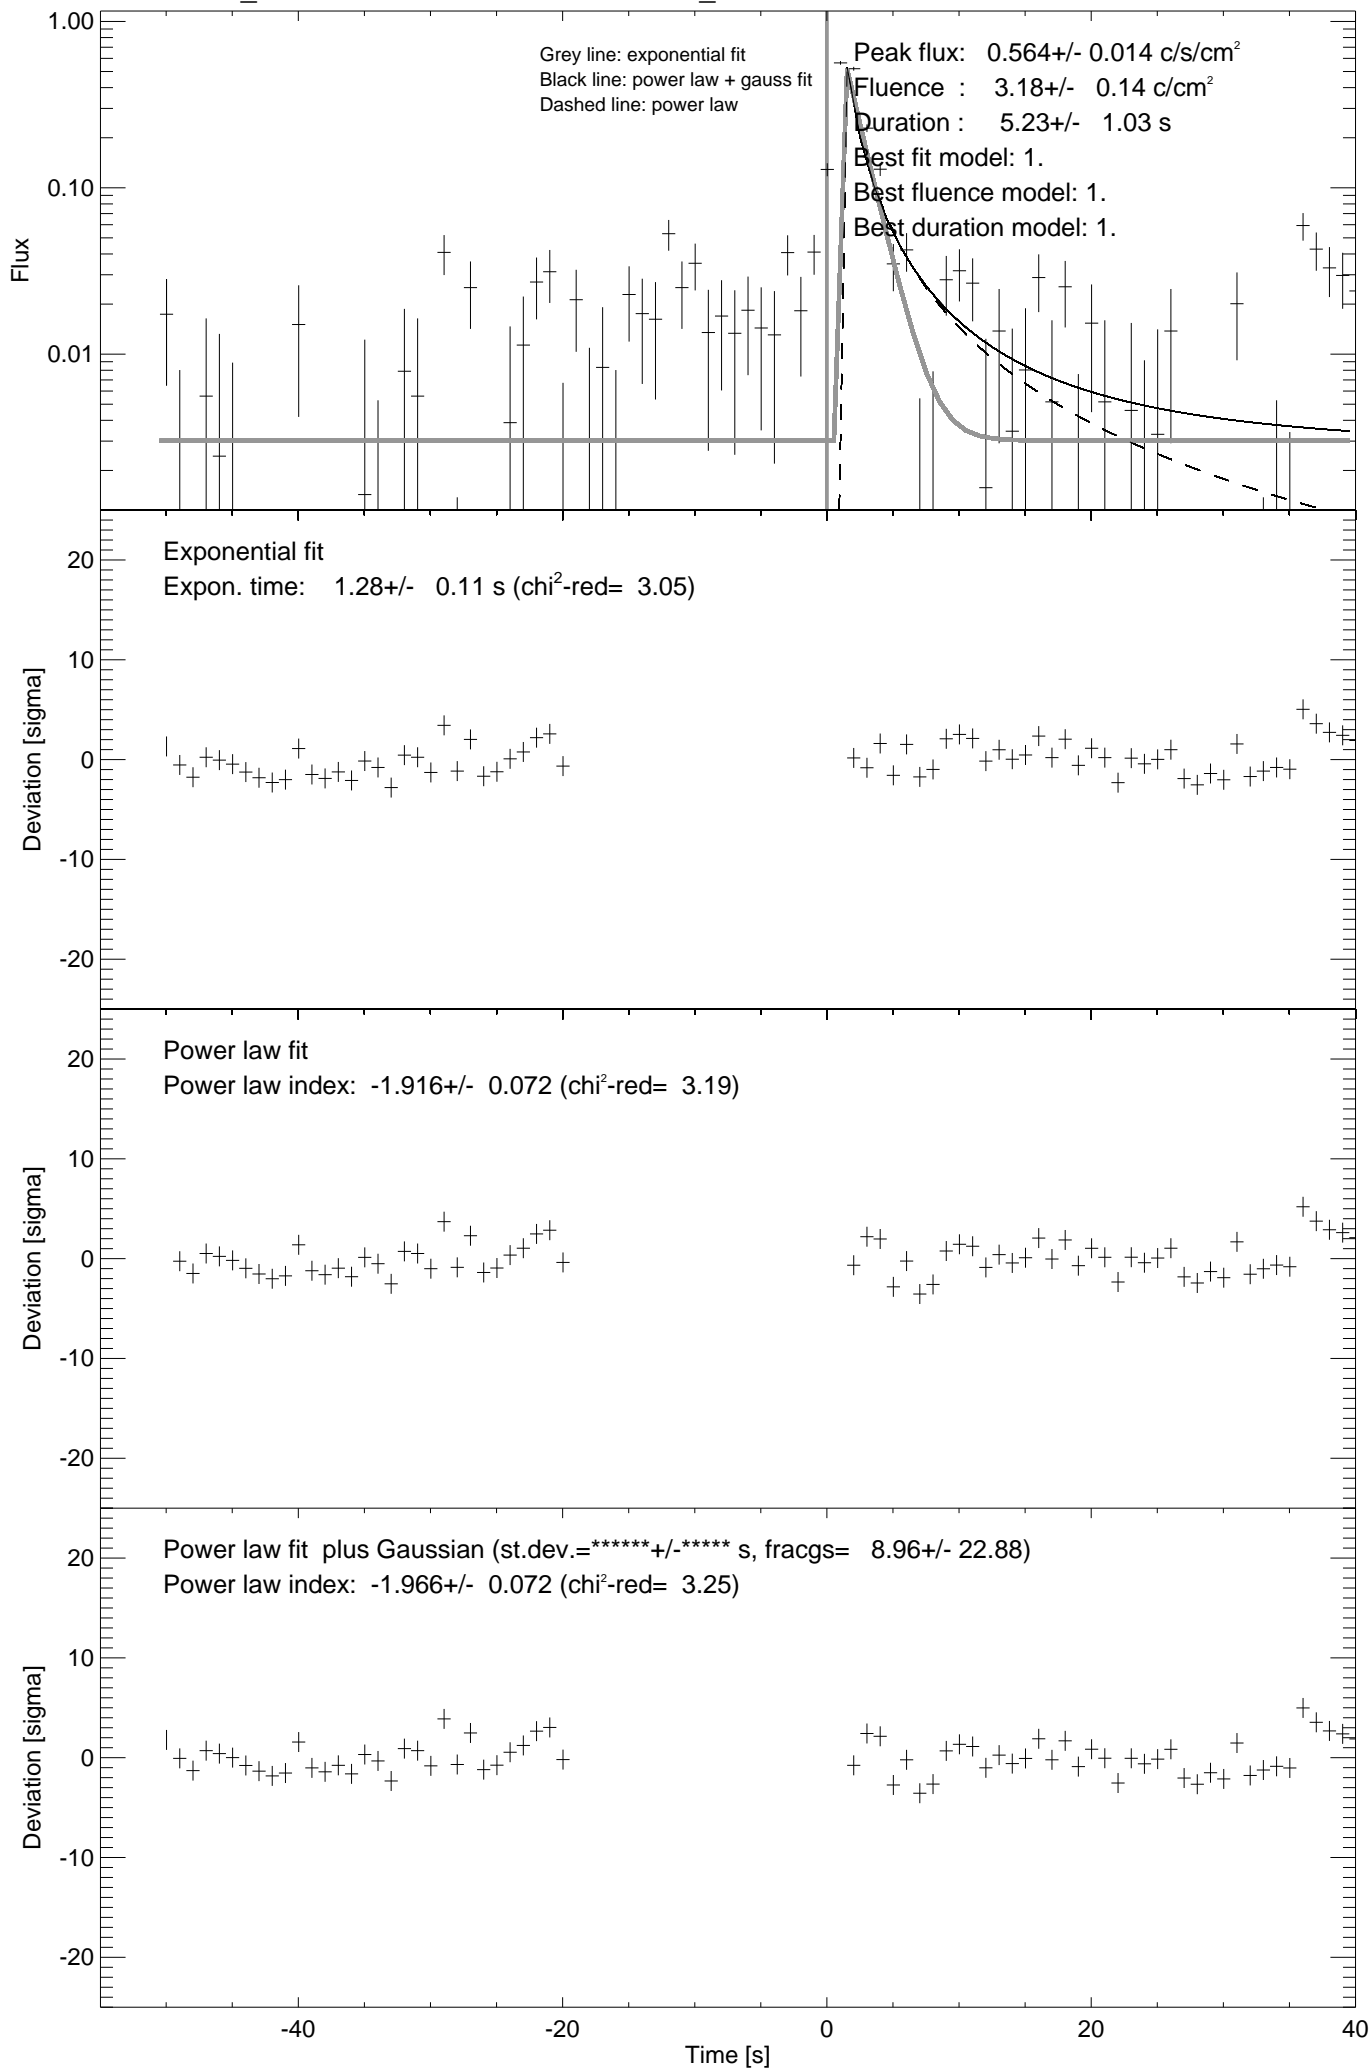 1.00
Grey line: exponential fit
Black line: power law + gauss fit
Dashed line: power law
Peak flux: 0.564+/- 0.014 c/s/cm²
Fluence : 3.18+/- 0.14 c/cm²
Duration : 5.23+/- 1.03 s
Best fit model: 1.
Best fluence model: 1.
Best duration model: 1.
0.10
0.01
Flux
20
10
0
-10
-20
Deviation [sigma]
Exponential fit
Expon. time: 1.28+/- 0.11 s (chi²-red= 3.05)
20
10
0
-10
-20
Deviation [sigma]
Power law fit
Power law index: -1.916+/- 0.072 (chi²-red= 3.19)
20
10
0
-10
-20
Deviation [sigma]
Power law fit plus Gaussian (st.dev.=******+/-***** s, fracgs= 8.96+/- 22.88)
Power law index: -1.966+/- 0.072 (chi²-red= 3.25)
-40 -20 0 20 40
Time [s]